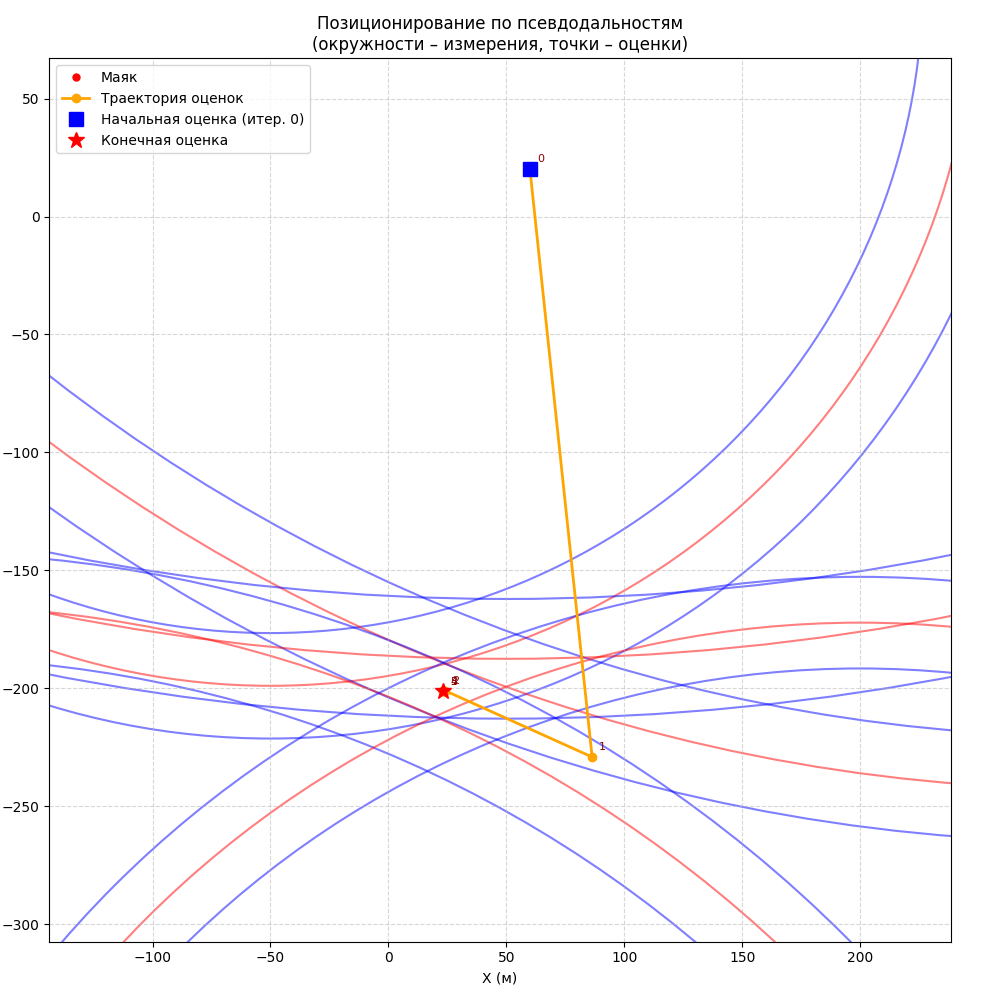 Позиционирование по псевдодальностям
(окружности – измерения, точки – оценки)
Маяк
Траектория оценок
Начальная оценка (итер. 0)
Конечная оценка
50
0
−50
−100
−150
−200
−250
−300
0
1
2
−100
−50
0
50
100
150
200
X (м)